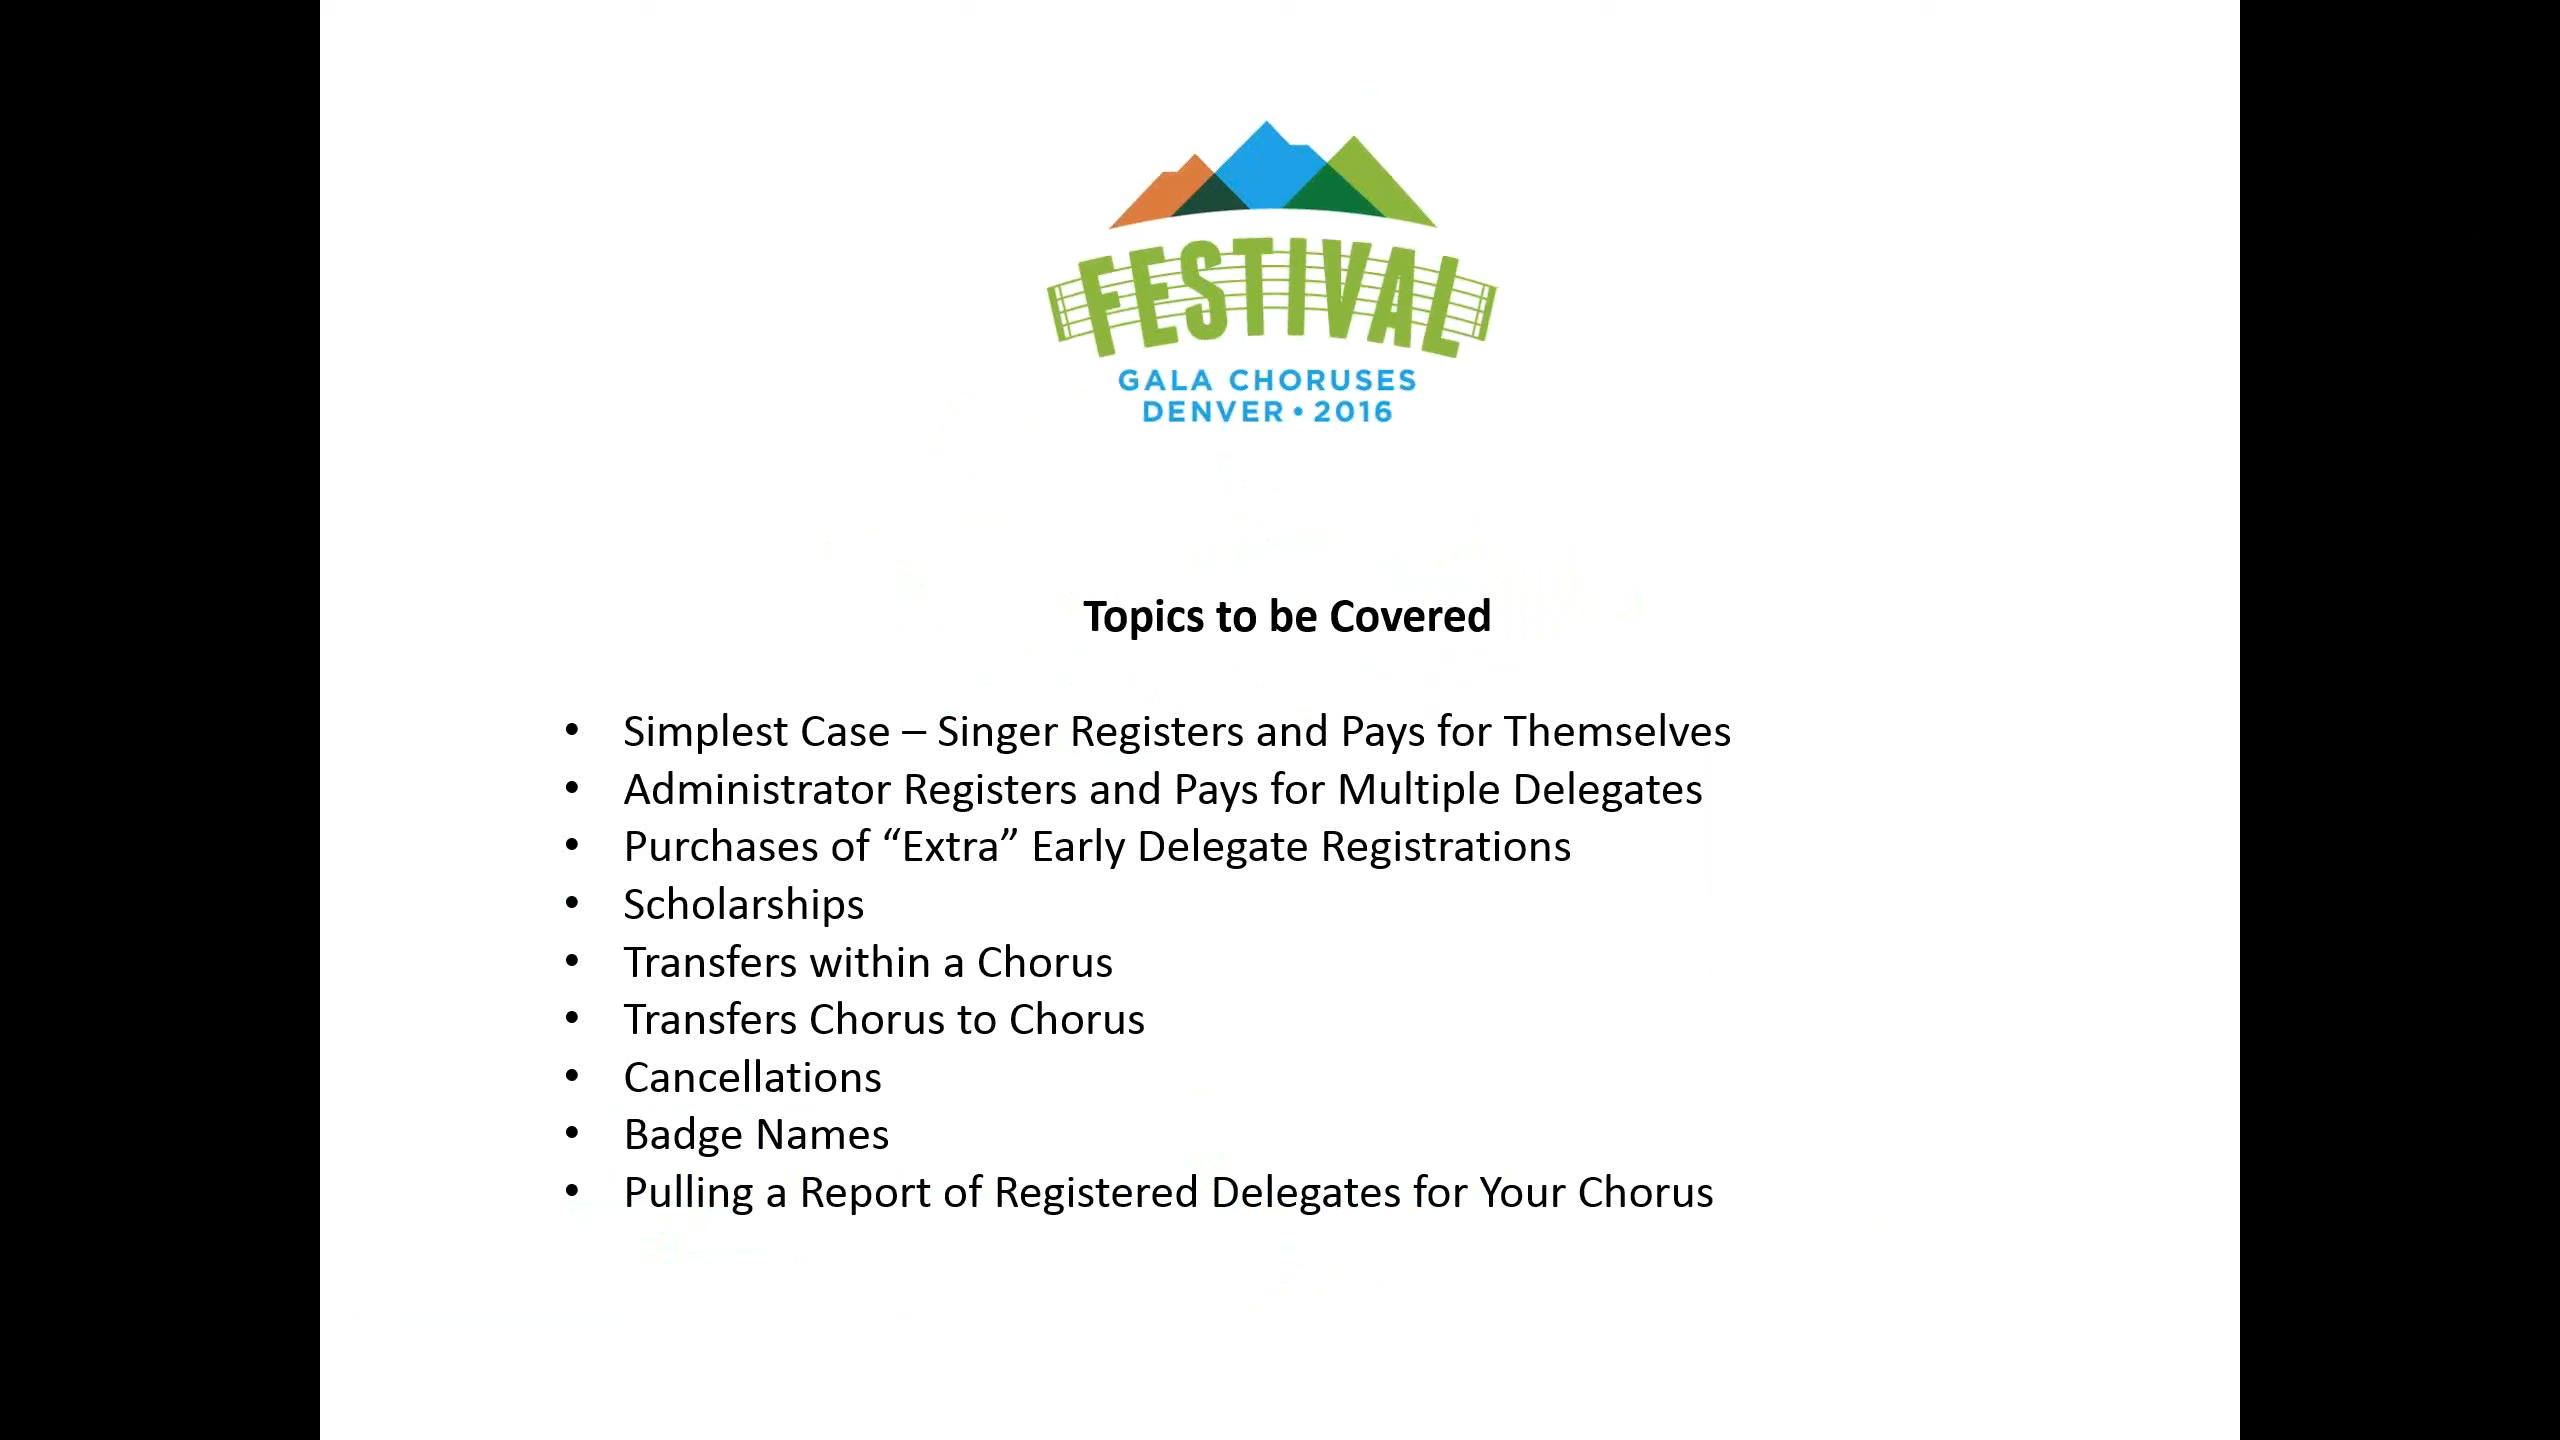 FESTIVAL
GALA CHORUSES
DENVER • 2016
Topics to be Covered
• Simplest Case – Singer Registers and Pays for Themselves
• Administrator Registers and Pays for Multiple Delegates
• Purchases of “Extra” Early Delegate Registrations
• Scholarships
• Transfers within a Chorus
• Transfers Chorus to Chorus
• Cancellations
• Badge Names
• Pulling a Report of Registered Delegates for Your Chorus